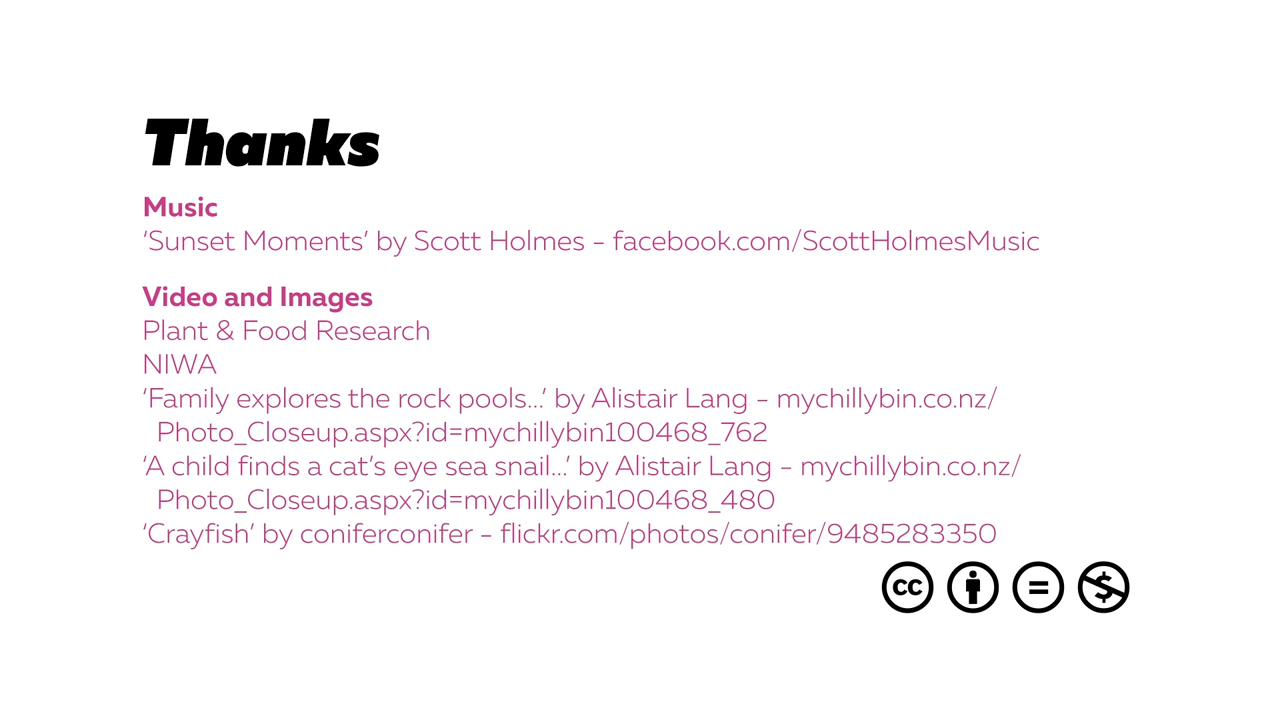 Thanks
Music
‘Sunset Moments’ by Scott Holmes - facebook.com/ScottHolmesMusic
Video and Images
Plant & Food Research
NIWA
‘Family explores the rock pools...’ by Alistair Lang - mychillybin.co.nz/
Photo_Closeup.aspx?id=mychillybin100468_762
‘A child finds a cat’s eye sea snail...’ by Alistair Lang - mychillybin.co.nz/
Photo_Closeup.aspx?id=mychillybin100468_480
‘Crayfish’ by coniferconifer - flickr.com/photos/conifer/9485283350
cc = $